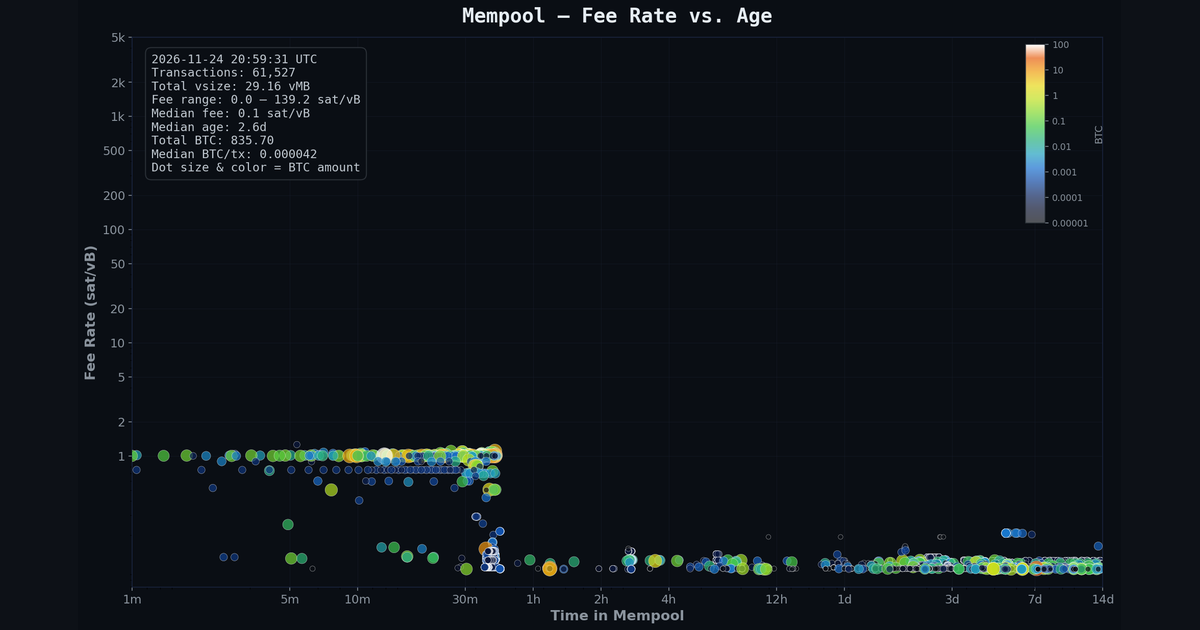 Mempool — Fee Rate vs. Age
2026-11-24 20:59:31 UTC
Transactions: 61,527
Total vsize: 29.16 vMB
Fee range: 0.0 — 139.2 sat/vB
Median fee: 0.1 sat/vB
Median age: 2.6d
Total BTC: 835.70
Median BTC/tx: 0.000042
Dot size & color = BTC amount
5k
2k
1k
500
200
100
50
20
10
5
2
1
Fee Rate (sat/vB)
100
10
1
0.1
0.01
0.001
0.0001
0.00001
BTC
1m
5m
10m
30m
1h
2h
4h
12h
1d
3d
7d
14d
Time in Mempool